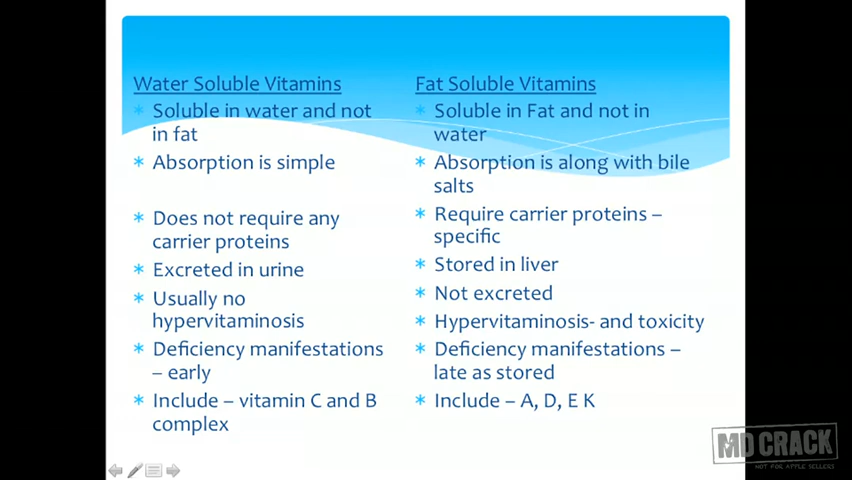 Water Soluble Vitamins
* Soluble in water and not
in fat
* Absorption is simple
* Does not require any
carrier proteins
* Excreted in urine
* Usually no
hypervitaminosis
* Deficiency manifestations
– early
* Include – vitamin C and B
complex
Fat Soluble Vitamins
* Soluble in Fat and not in
water
* Absorption is along with bile
salts
* Require carrier proteins –
specific
* Stored in liver
* Not excreted
* Hypervitaminosis- and toxicity
* Deficiency manifestations –
late as stored
* Include – A, D, E K
MD CRACK
NOT FOR APPLE SELLERS